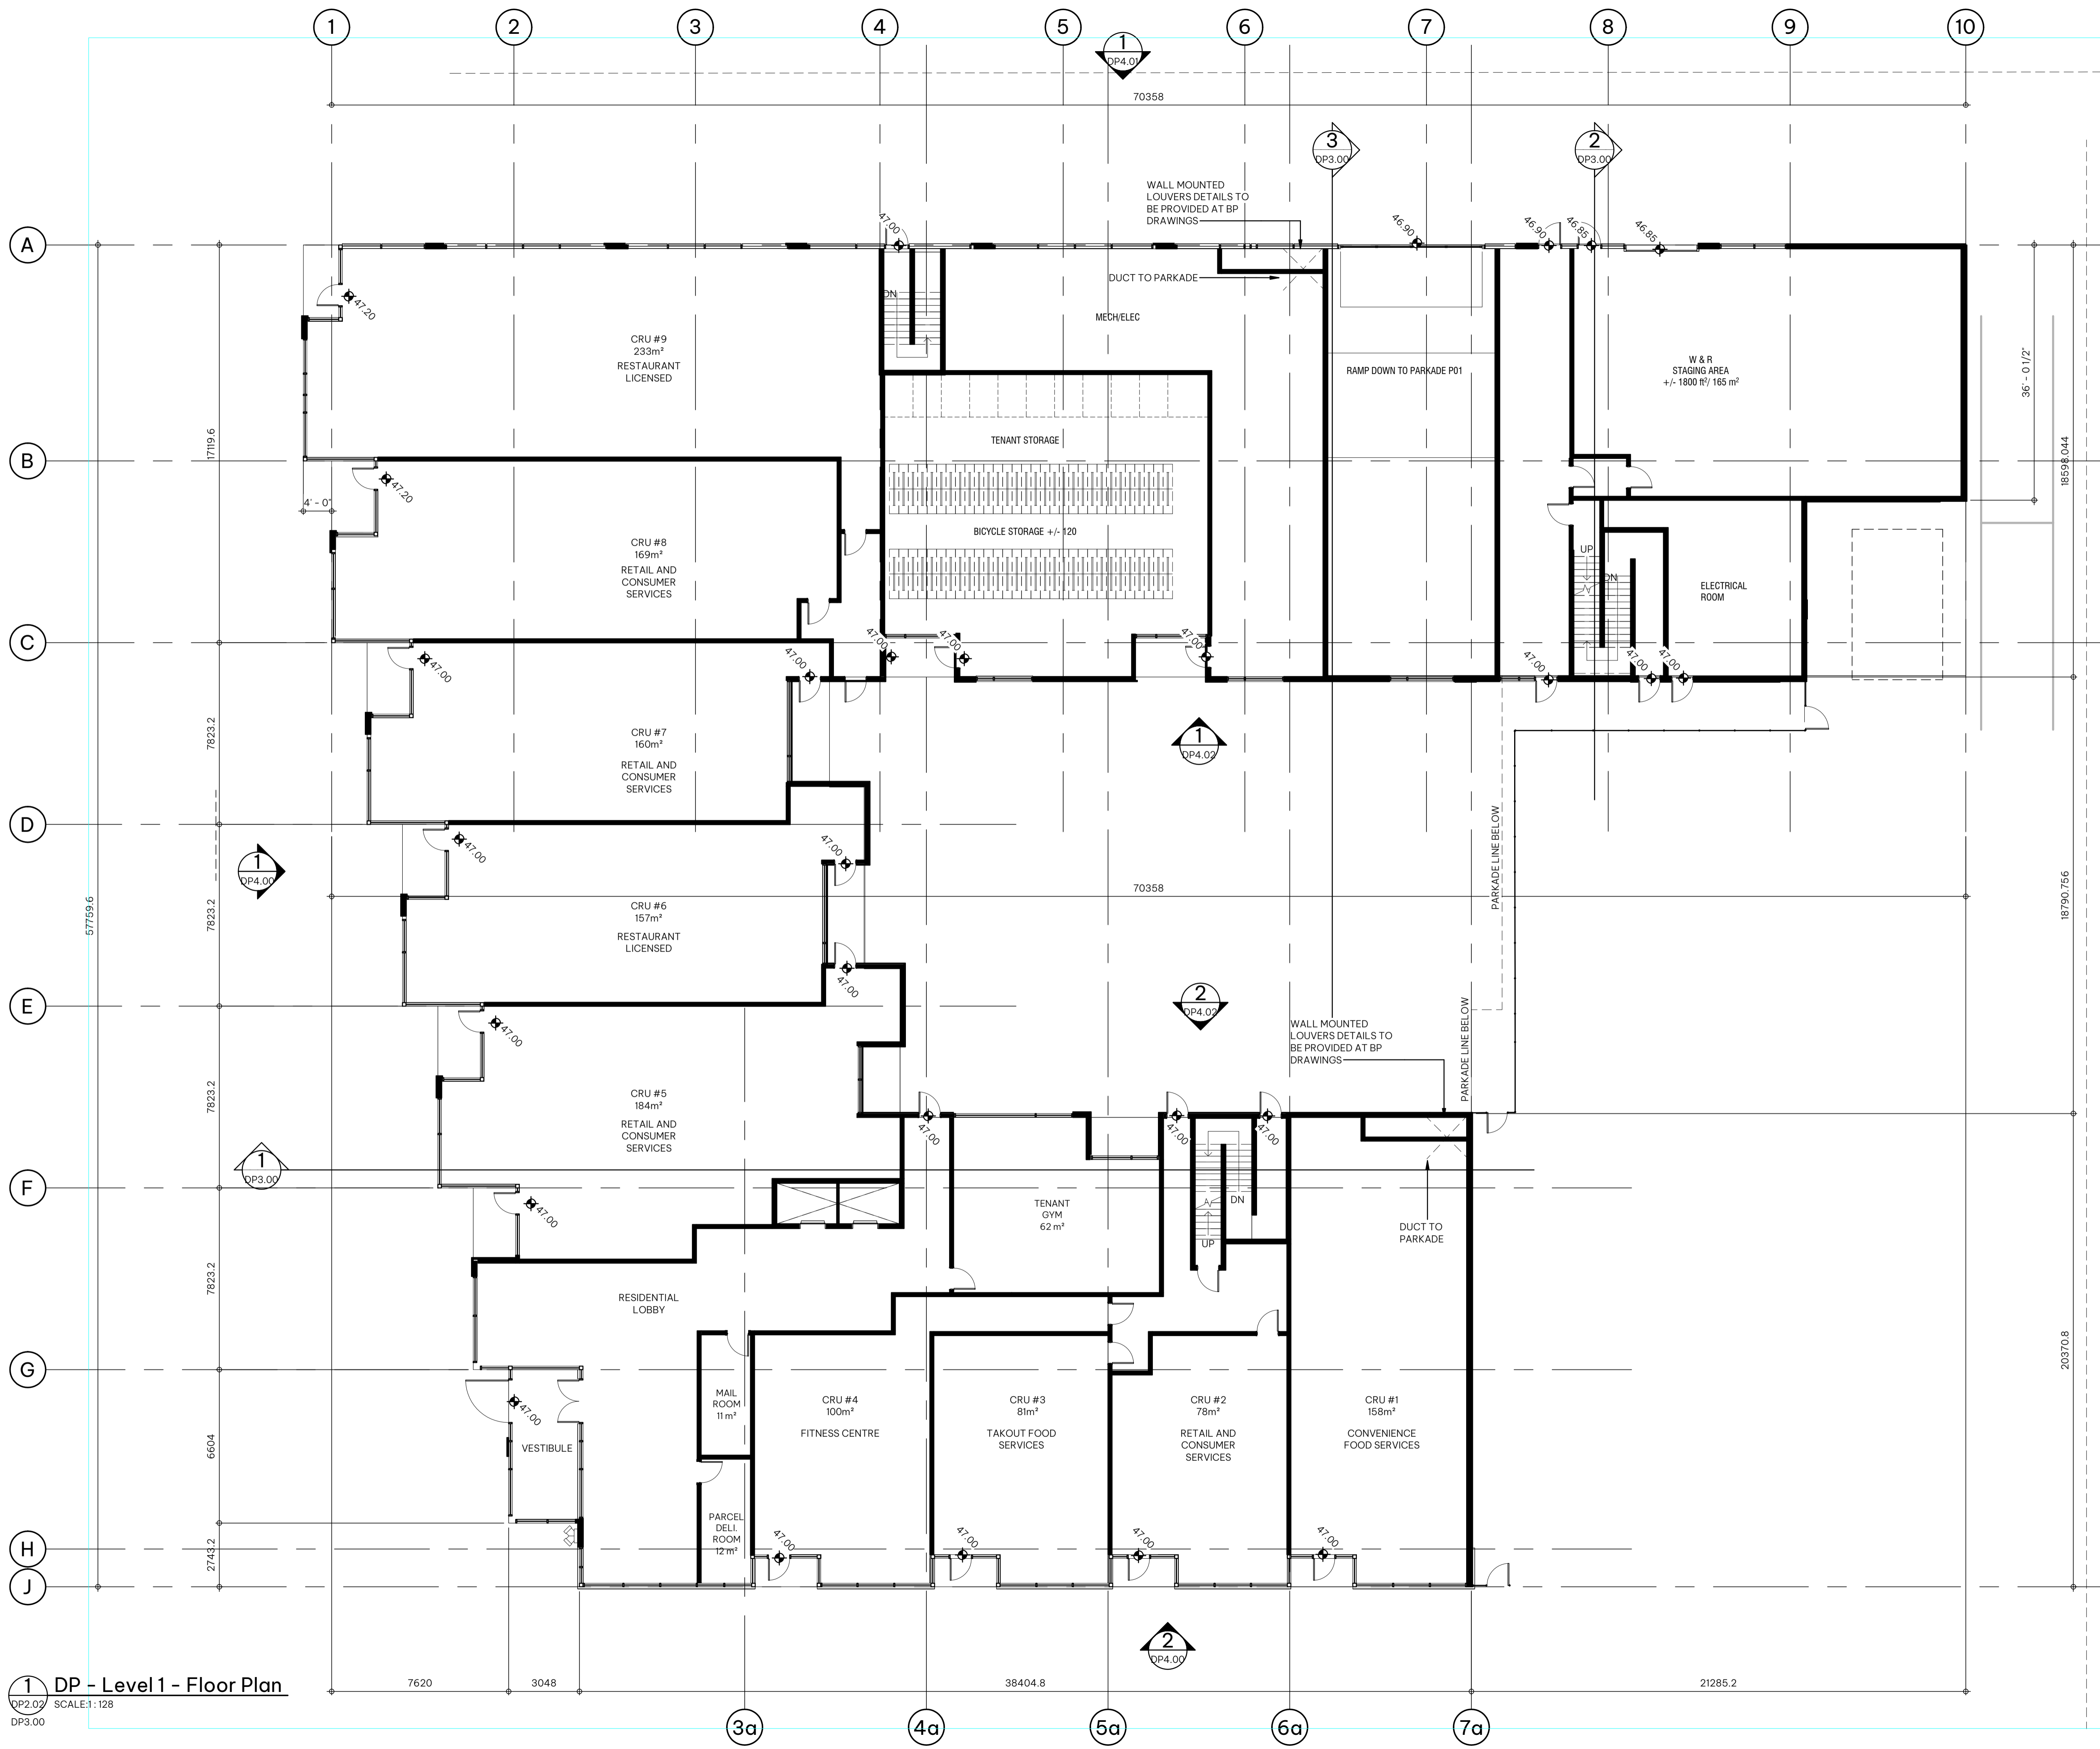 1
2
3
4
5
6
7
8
9
10
1
DP4.01
70358
3
DP3.00
2
DP3.00
WALL MOUNTED
LOUVERS DETAILS TO
BE PROVIDED AT BP
DRAWINGS
A
47.00
46.90
46.90
46.85
46.85
DUCT TO PARKADE
DN
47.20
MECH/ELEC
CRU #9
233m²
RESTAURANT
LICENSED
RAMP DOWN TO PARKADE P01
W & R
STAGING AREA
+/- 1800 ft²/ 165 m²
36' - 0 1/2"
17119.6
TENANT STORAGE
B
18598.044
47.20
4' - 0"
BICYCLE STORAGE +/- 120
CRU #8
169m²
RETAIL AND
CONSUMER
SERVICES
UP
DN
ELECTRICAL
ROOM
C
47.00
47.00
47.00
47.00
47.00
47.00
47.00
47.00
CRU #7
160m²
RETAIL AND
CONSUMER
SERVICES
7823.2
1
DP4.02
D
47.00
47.00
PARKADE LINE BELOW
1
DP4.00
70358
57759.6
7823.2
CRU #6
157m²
RESTAURANT
LICENSED
18790.756
47.00
E
47.00
2
DP4.02
WALL MOUNTED
LOUVERS DETAILS TO
BE PROVIDED AT BP
DRAWINGS
PARKADE LINE BELOW
7823.2
CRU #5
184m²
RETAIL AND
CONSUMER
SERVICES
47.00
47.00
47.00
1
DP3.00
F
47.00
TENANT
GYM
62 m²
DN
UP
DUCT TO
PARKADE
7823.2
RESIDENTIAL
LOBBY
G
20370.8
47.00
MAIL
ROOM
11 m²
CRU #4
100m²
FITNESS CENTRE
CRU #3
81m²
TAKOUT FOOD
SERVICES
CRU #2
78m²
RETAIL AND
CONSUMER
SERVICES
CRU #1
158m²
CONVENIENCE
FOOD SERVICES
6604
VESTIBULE
PARCEL
DELI.
ROOM
12 m²
47.00
47.00
47.00
47.00
H
2743.2
J
2
DP4.00
1
DP2.02
DP3.00
DP - Level 1 - Floor Plan
SCALE:1 : 128
7620
3048
38404.8
21285.2
3a
4a
5a
6a
7a